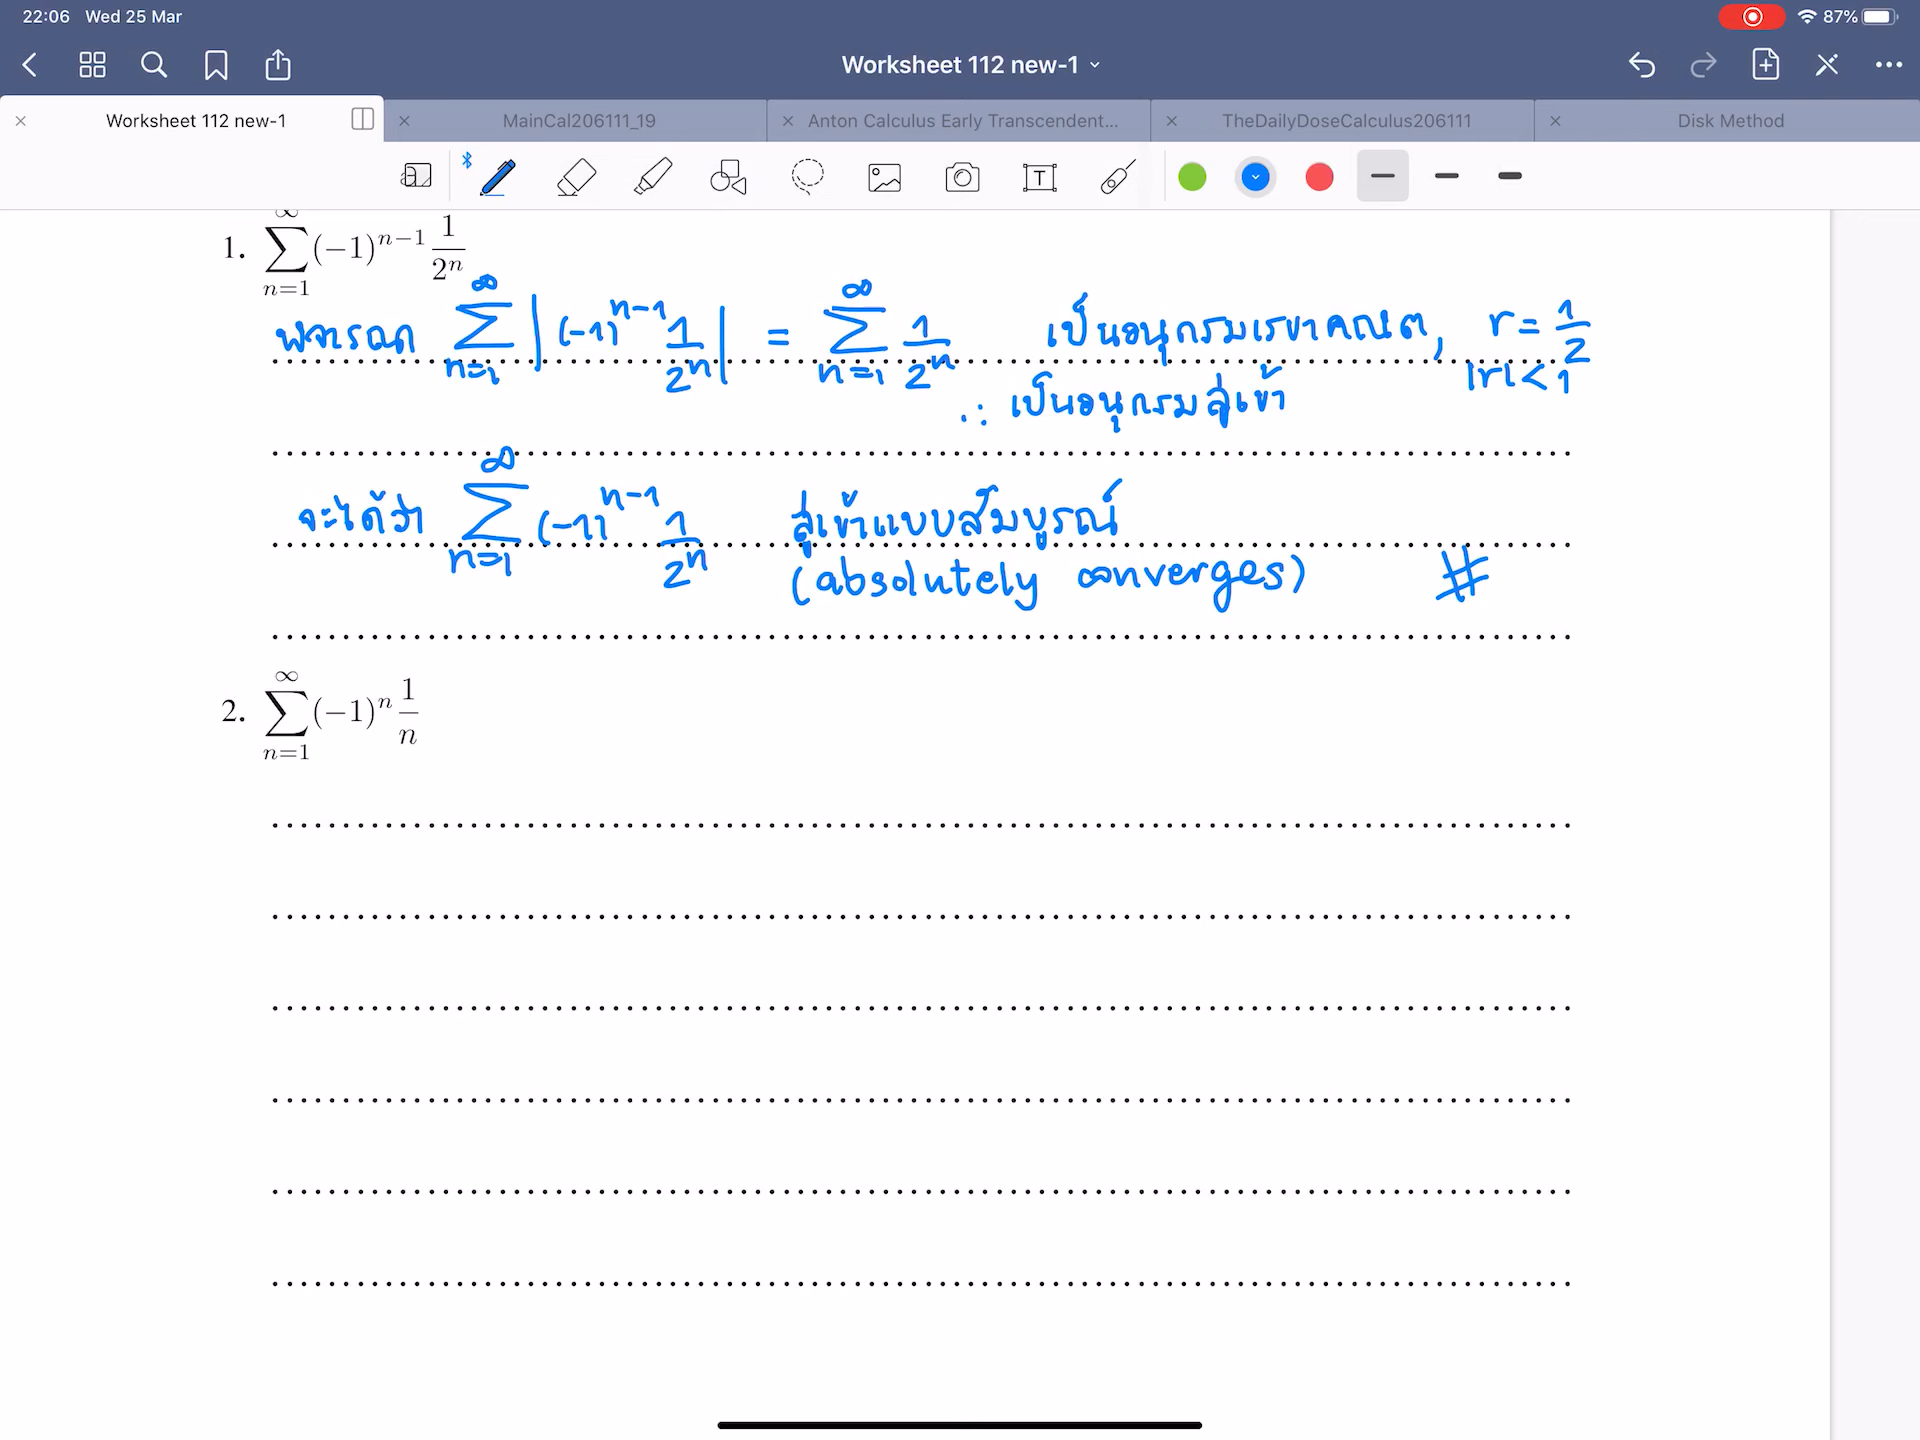 22:06 Wed 25 Mar 87%
Worksheet 112 new-1
Worksheet 112 new-1 MainCal206111_19 Anton Calculus Early Transcendent... TheDailyDoseCalculus206111 Disk Method
1. ∑_{n=1}^{∞} (−1)^{n−1} 1/2^n
พิจารณา ∑_{n=1}^{∞} |(-1)^{n-1} 1/2^n| = ∑_{n=1}^{∞} 1/2^n เป็นอนุกรมเรขาคณิต, r = 1/2
|r| < 1
∴ เป็นอนุกรมลู่เข้า
จะได้ว่า ∑_{n=1}^{∞} (-1)^{n-1} 1/2^n ลู่เข้าแบบสัมบูรณ์
(absolutely converges) #
2. ∑_{n=1}^{∞} (−1)^n 1/n